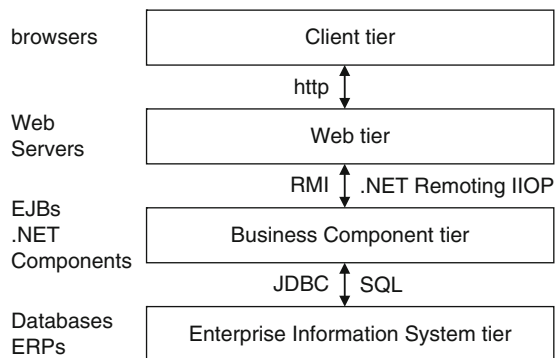 browsers
Client tier
http
Web
Servers
Web tier
RMI .NET Remoting IIOP
EJBs
.NET
Components
Business Component tier
JDBC SQL
Databases
ERPs
Enterprise Information System tier